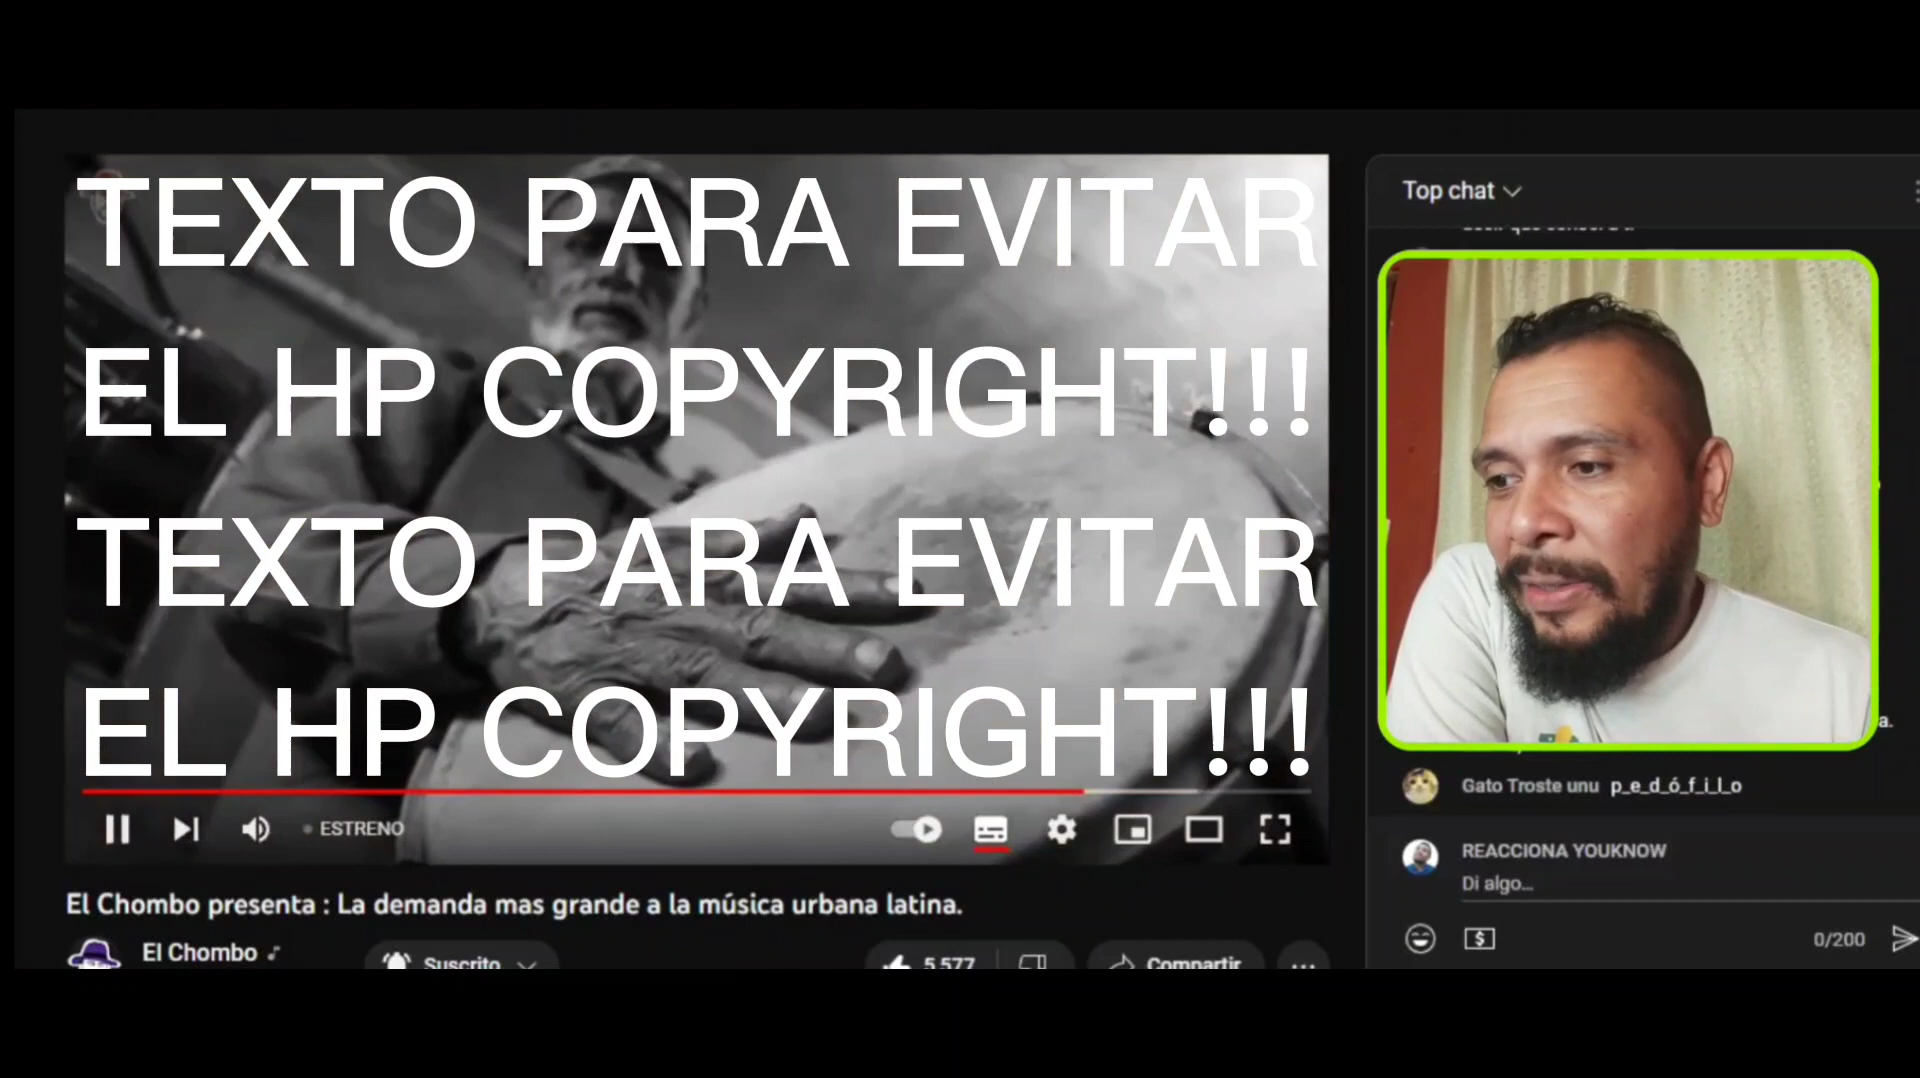 TEXTO PARA EVITAR
EL HP COPYRIGHT!!!
TEXTO PARA EVITAR
EL HP COPYRIGHT!!!
ESTRENO
El Chombo presenta : La demanda mas grande a la música urbana latina.
El Chombo
Suscrito
5,577
Compartir
Top chat
a.
Gato Troste unu p_e_d_ó_f_i_l_o
REACCIONA YOUKNOW
Di algo...
0/200